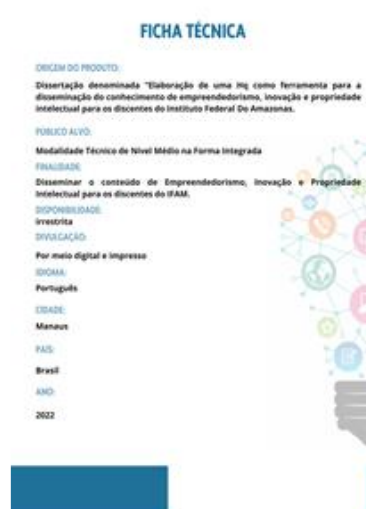 FICHA TÉCNICA
ORIGEM DO PRODUTO:
Dissertação denominada "Elaboração de uma Hq como ferramenta para a
disseminação do conhecimento de empreendedorismo, inovação e propriedade
intelectual para os discentes do Instituto Federal Do Amazonas.
PÚBLICO ALVO:
Modalidade Técnico de Nível Médio na Forma Integrada
FINALIDADE:
Disseminar o conteúdo de Empreendedorismo, Inovação e Propriedade
Intelectual para os discentes do IFAM.
DISPONIBILIDADE:
irrestrita
DIVULGAÇÃO:
Por meio digital e impresso
IDIOMA:
Português
CIDADE:
Manaus
PAÍS:
Brasil
ANO:
2022